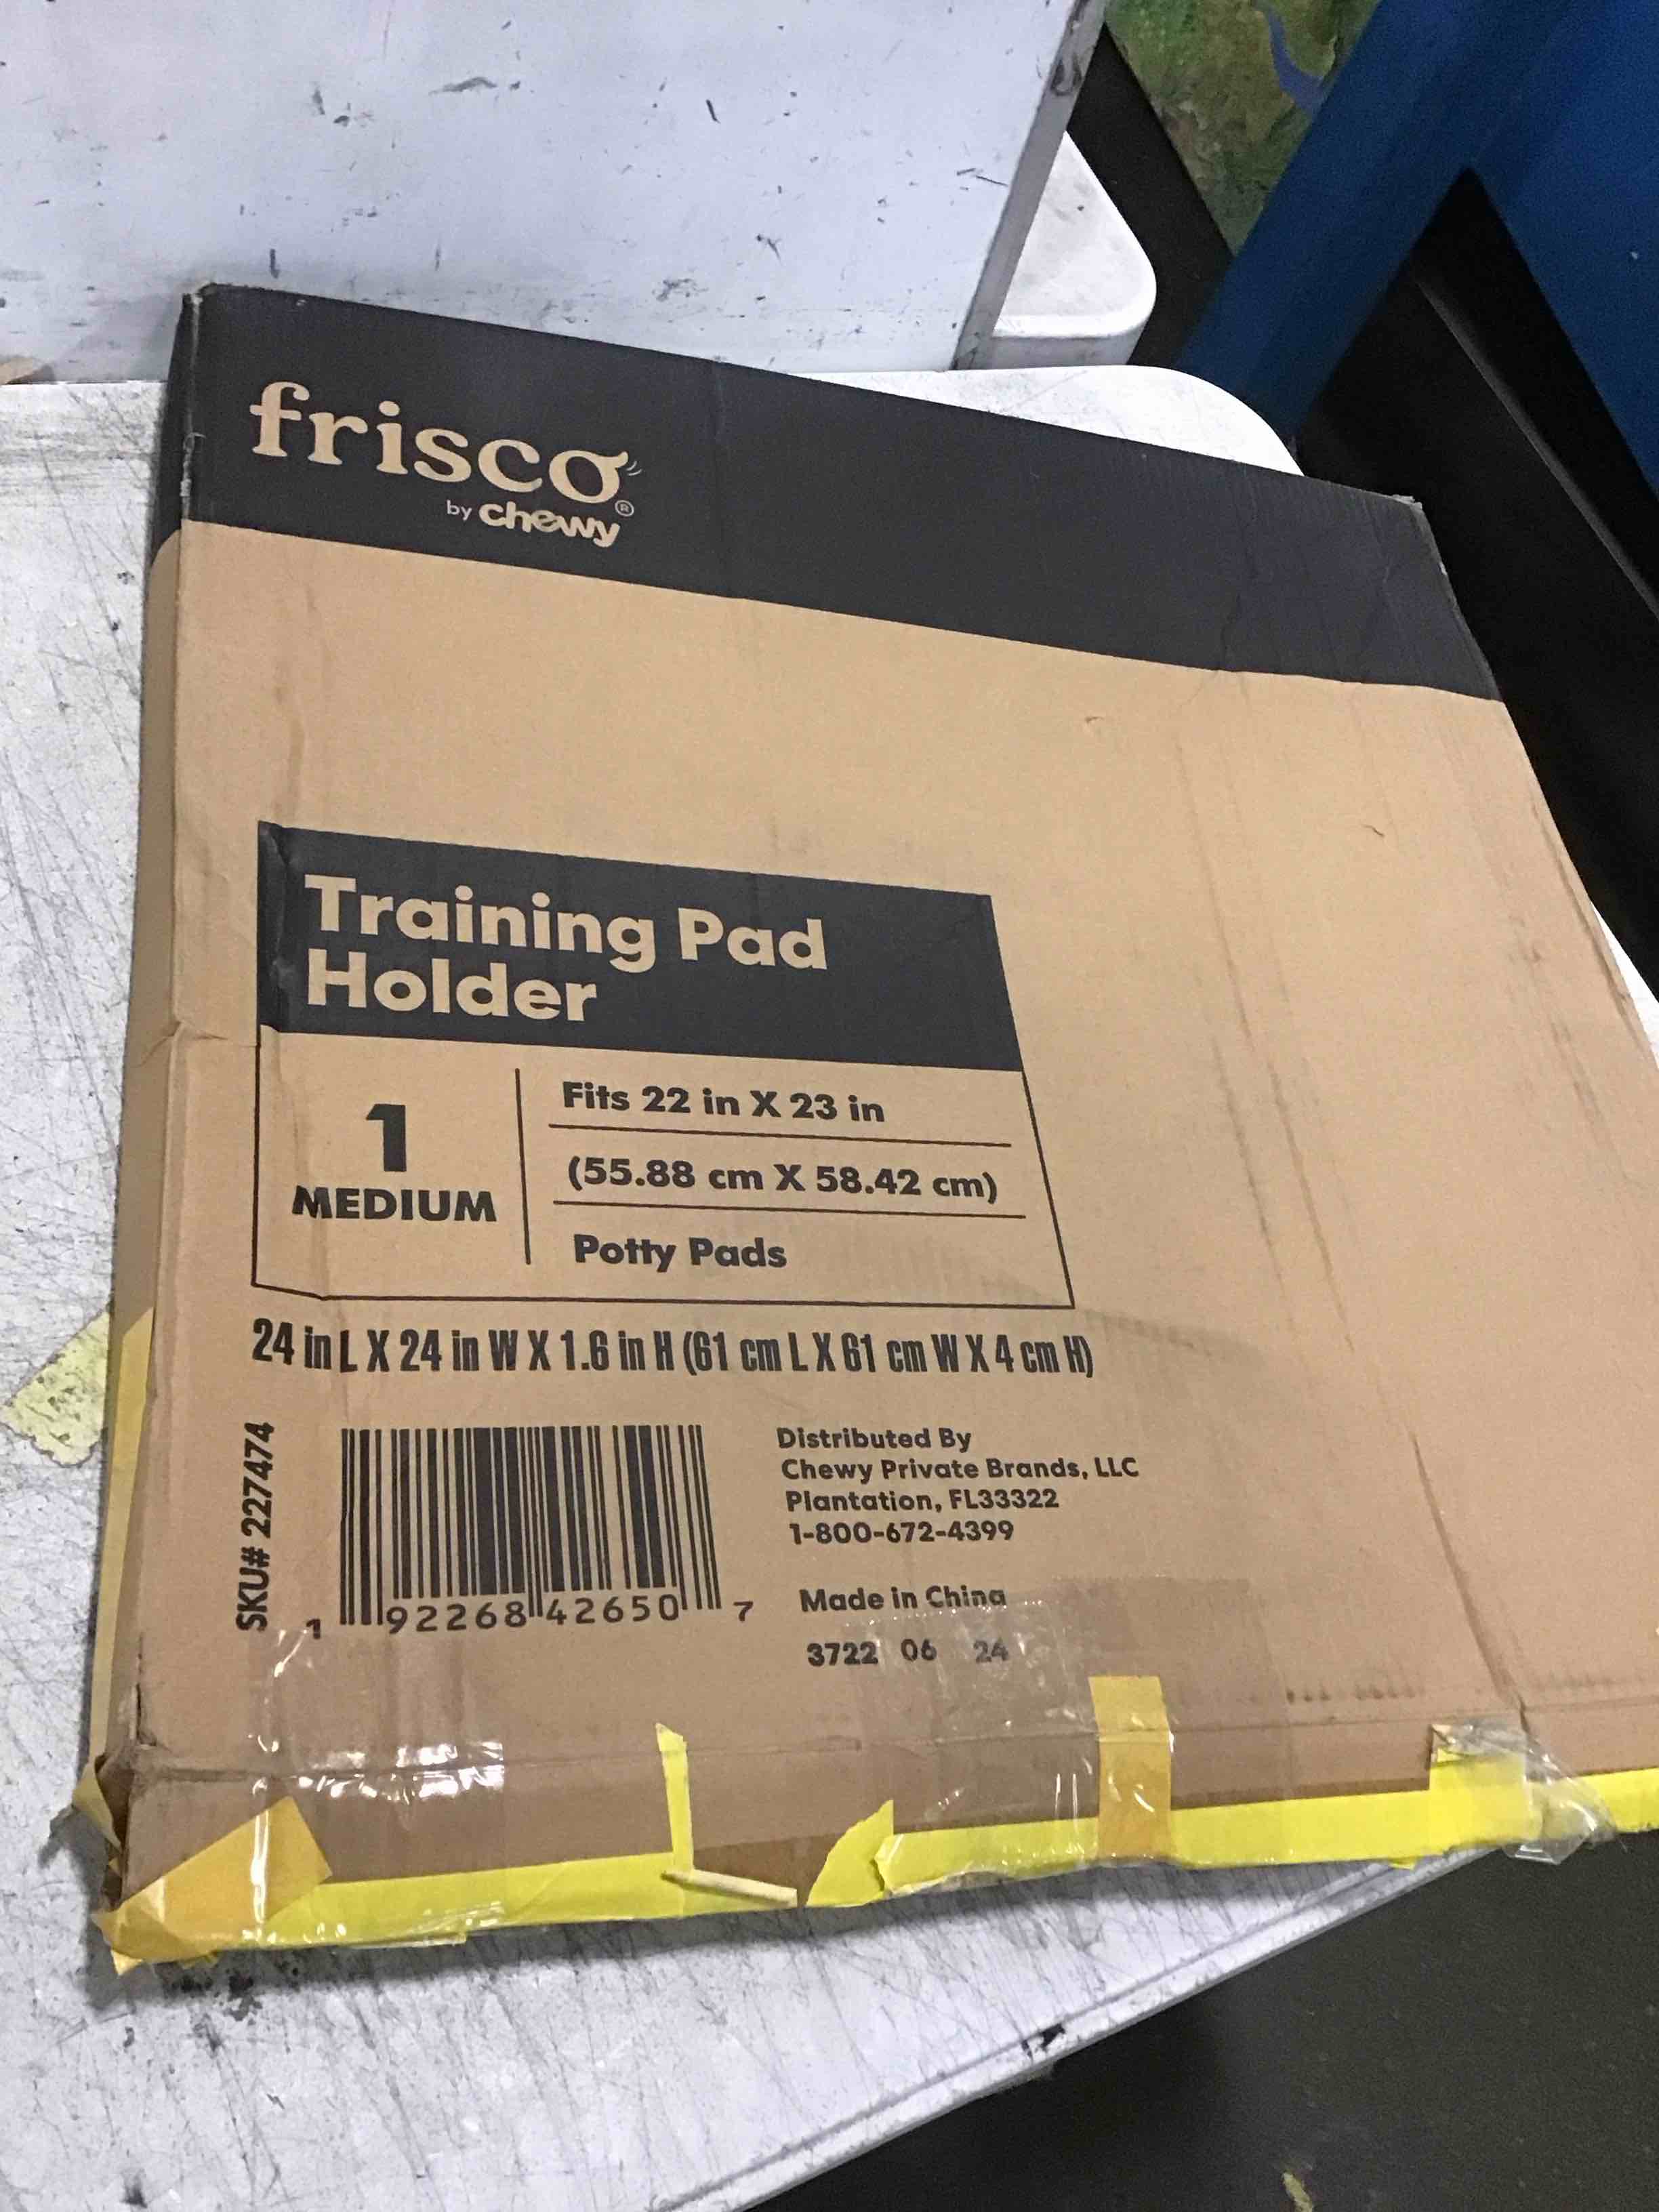 frisco®
by chewy
Training Pad
Holder
1
MEDIUM
Fits 22 in X 23 in
(55.88 cm X 58.42 cm)
Potty Pads
24 in L X 24 in W X 1.6 in H (61 cm L X 61 cm W X 4 cm H)
SKU# 227474
1 92268 42650 7
Distributed By
Chewy Private Brands, LLC
Plantation, FL33322
1-800-672-4399
Made in China
3722 06 24